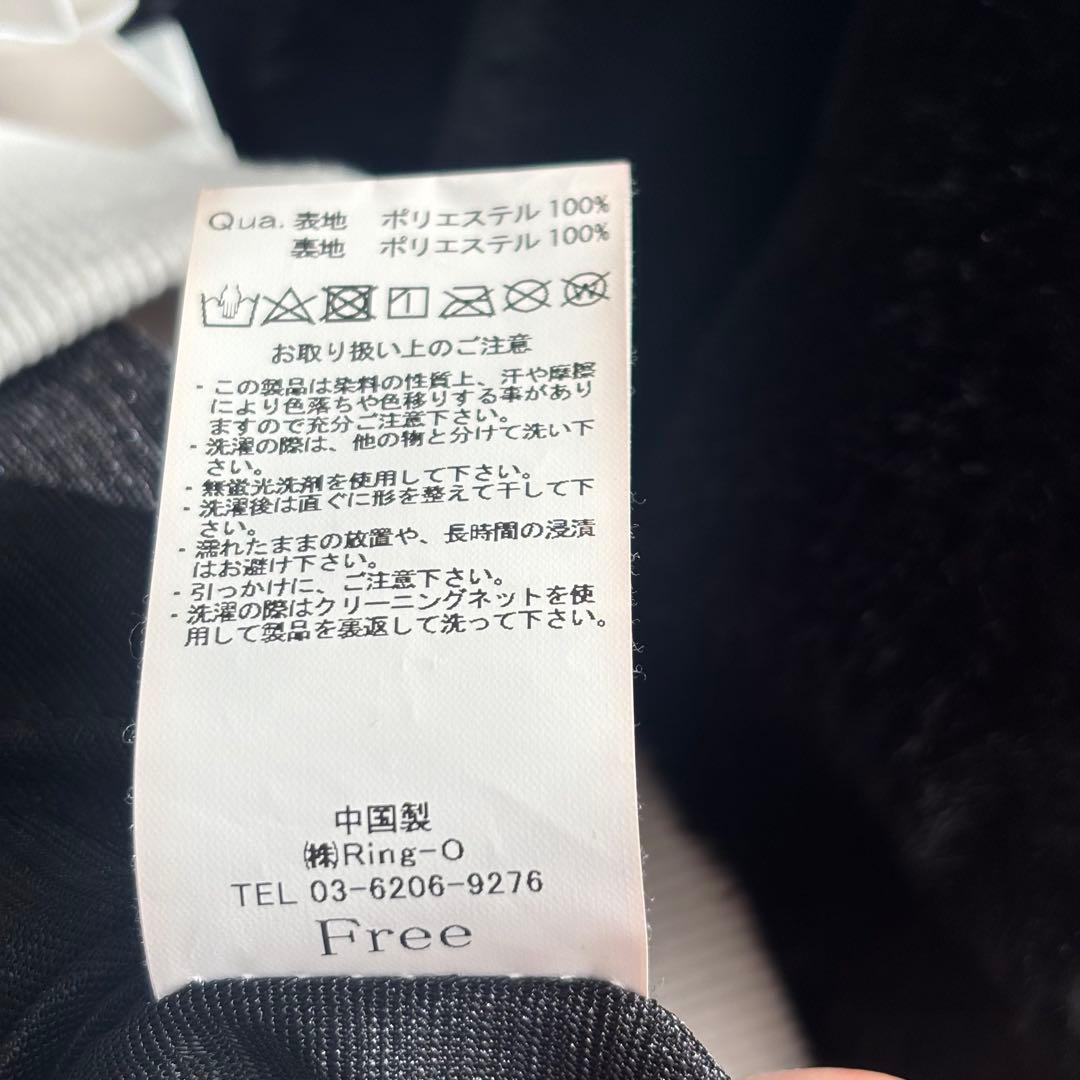 Qua. 表地 ポリエステル 100%
裏地 ポリエステル 100%
お取り扱い上のご注意
・この製品は染料の性質上、汗や摩擦
により色落ちや色移りする事があり
ますので充分ご注意下さい。
・洗濯の際は、他の物と分けて洗い下
さい。
・無蛍光洗剤を使用して下さい。
・洗濯後は直ぐに形を整えて干して下
さい。
・濡れたままの放置や、長時間の浸漬
はお避け下さい。
・引っかけに、ご注意下さい。
・洗濯の際はクリーニングネットを使
用して製品を裏返して洗って下さい。
中国製
㈱Ring-O
TEL 03-6206-9276
Free